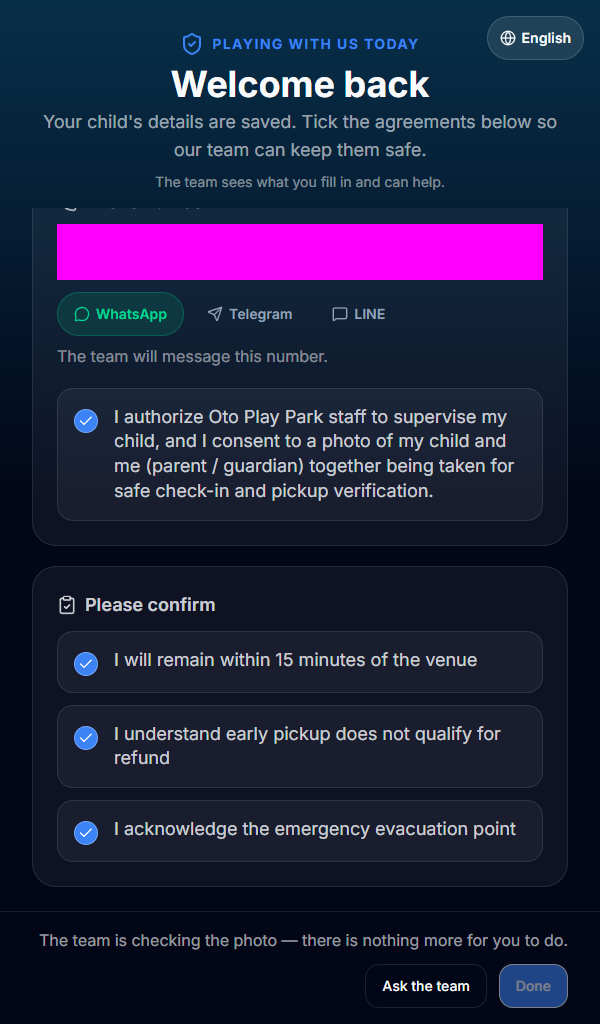 PLAYING WITH US TODAY
English
Welcome back
Your child's details are saved. Tick the agreements below so
our team can keep them safe.
The team sees what you fill in and can help.
WhatsApp
Telegram
LINE
The team will message this number.
I authorize Oto Play Park staff to supervise my
child, and I consent to a photo of my child and
me (parent / guardian) together being taken for
safe check-in and pickup verification.
Please confirm
I will remain within 15 minutes of the venue
I understand early pickup does not qualify for
refund
I acknowledge the emergency evacuation point
The team is checking the photo — there is nothing more for you to do.
Ask the team
Done